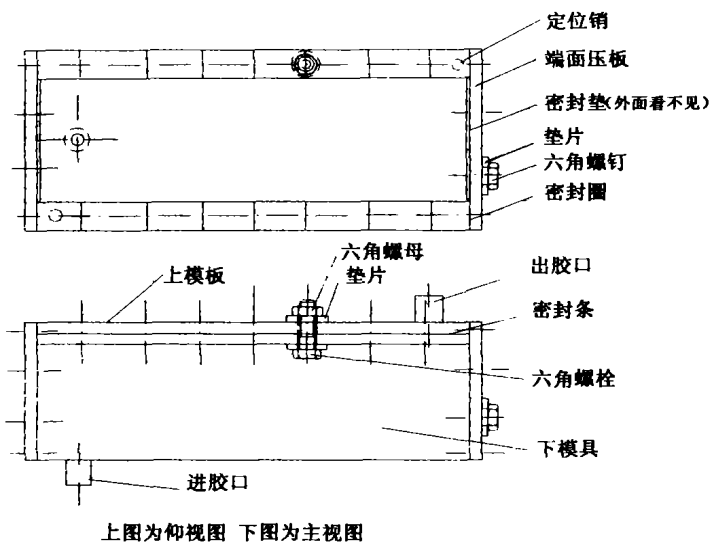 定位销
端面压板
密封垫(外面看不见)
垫片
六角螺钉
密封圈
六角螺母
垫片
出胶口
上模板
密封条
六角螺栓
下模具
进胶口
上图为仰视图 下图为主视图